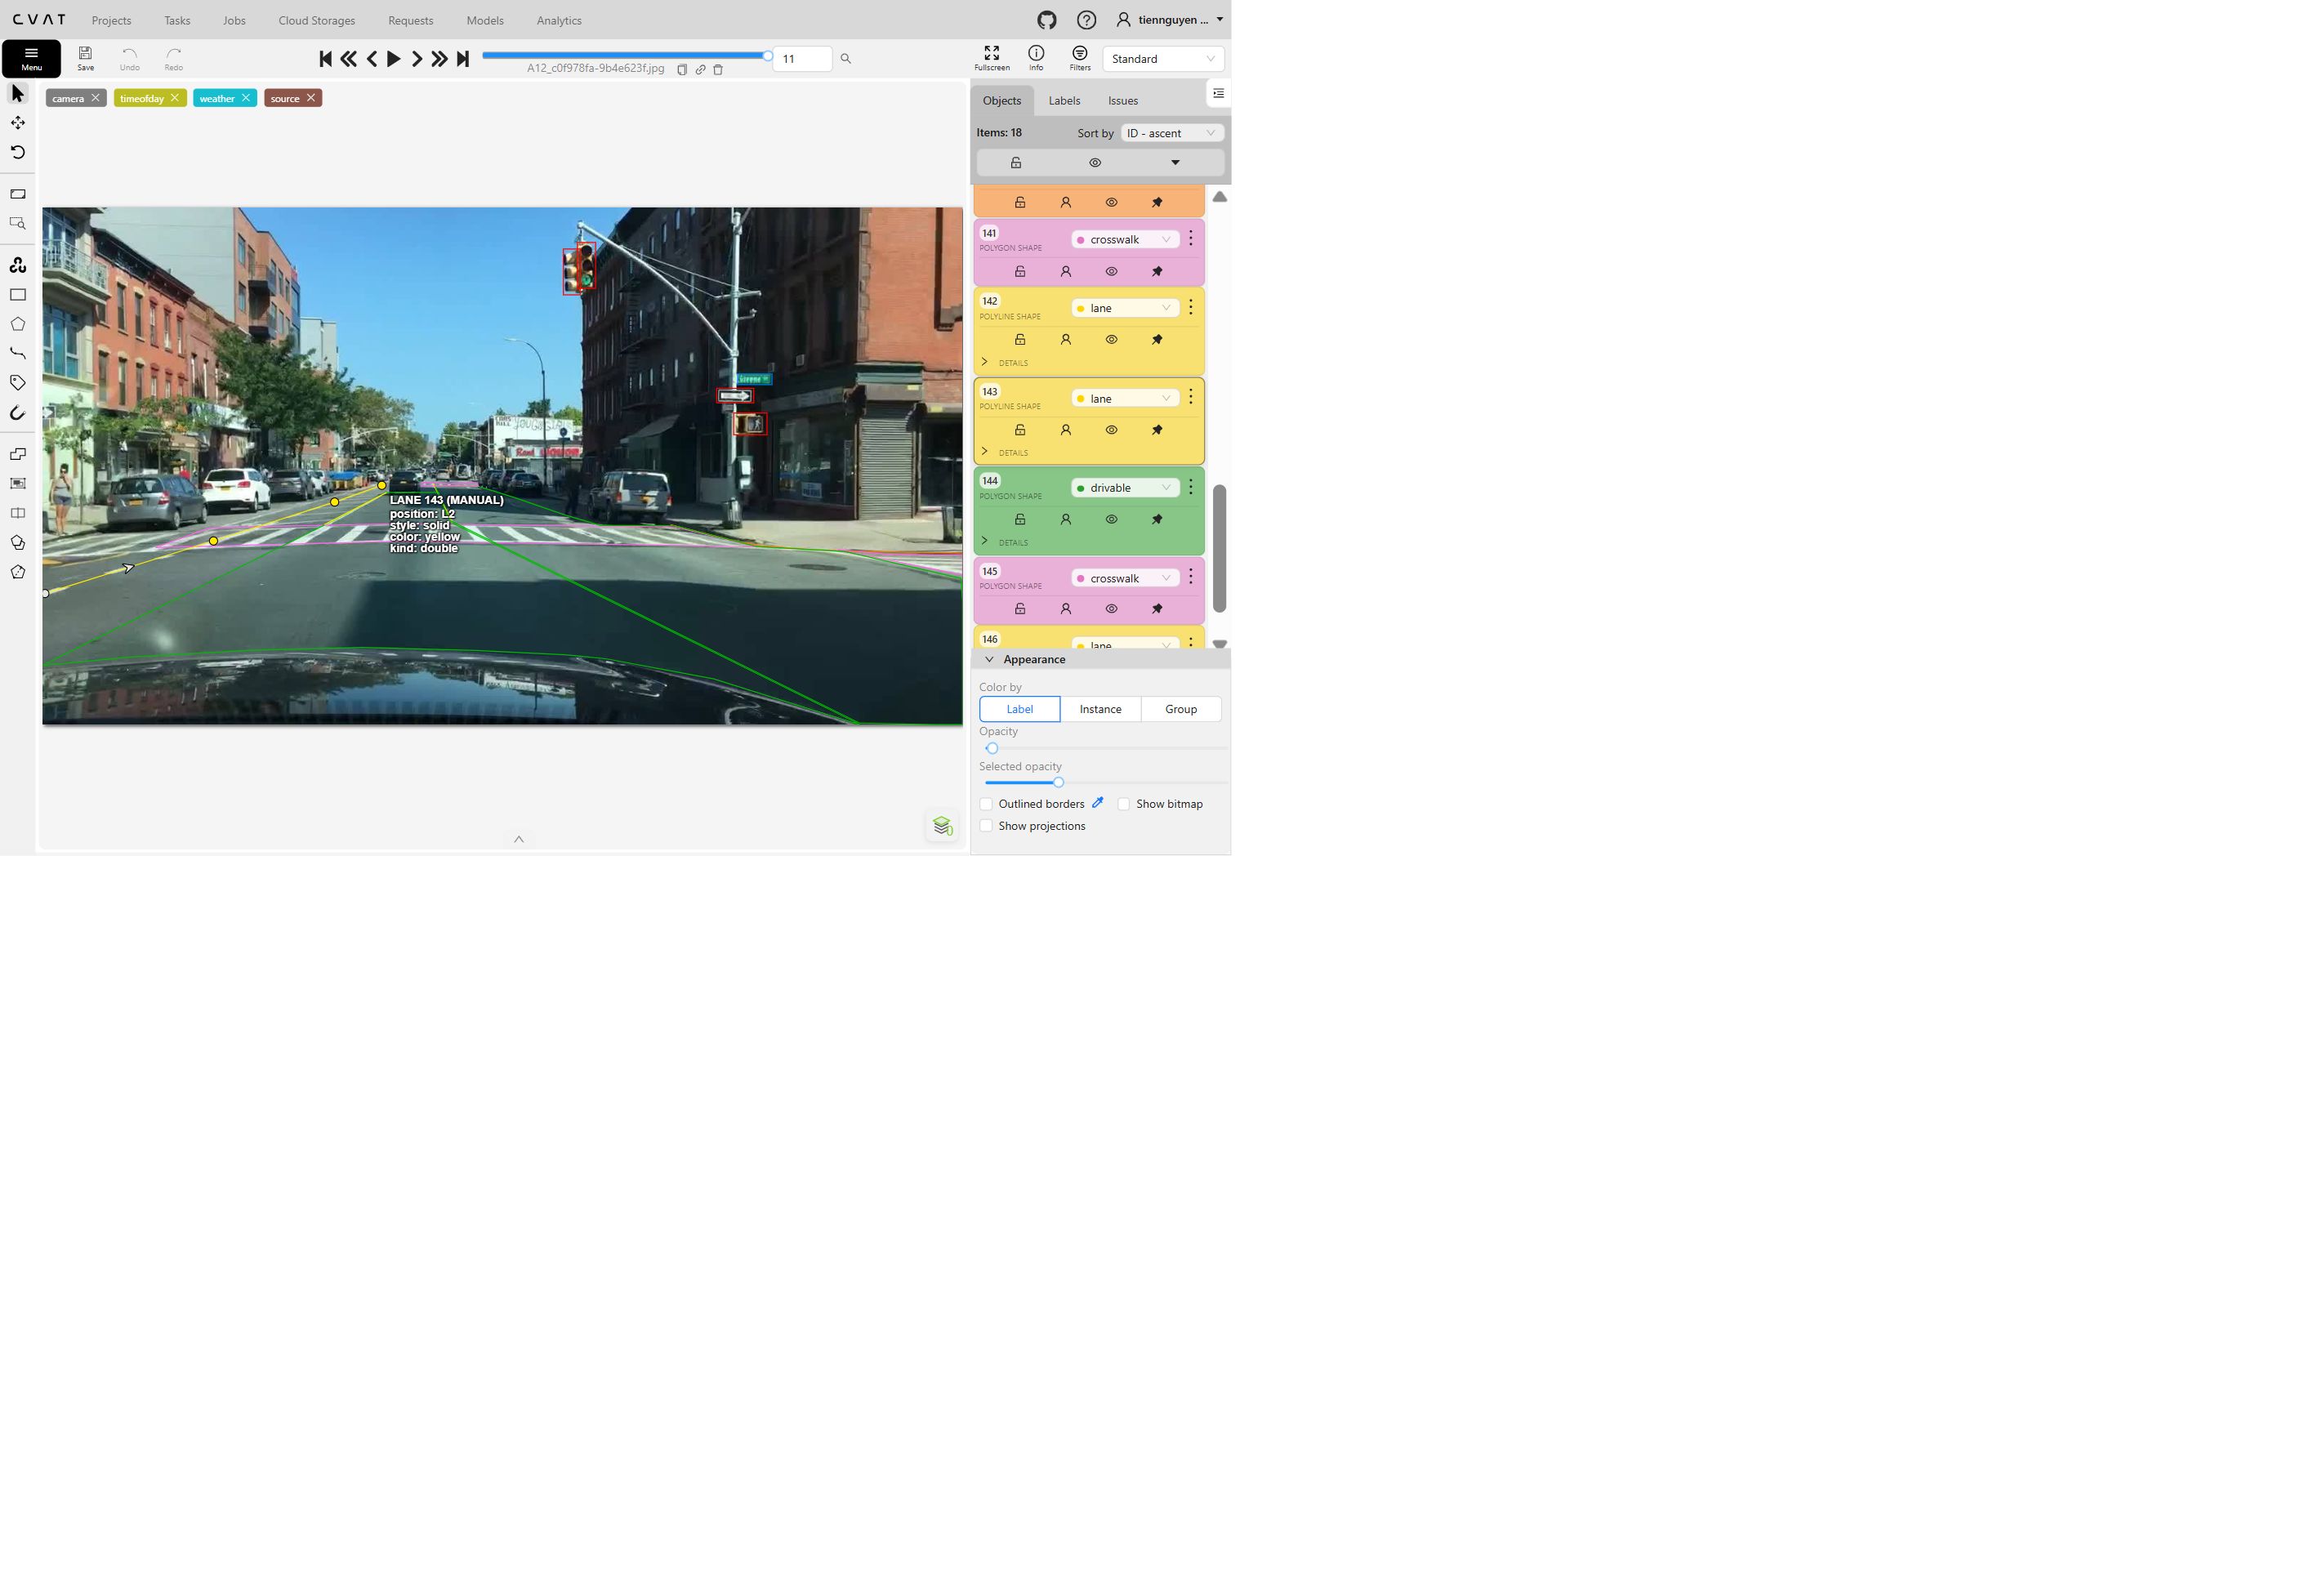 CVAT Projects Tasks Jobs Cloud Storages Requests Models Analytics tiennguyen ...
Menu Save Undo Redo 11 Fullscreen Info Filters Standard
A12_c0f978fa-9b4e623f.jpg
camera timeofday weather source
Objects Labels Issues
Items: 18 Sort by ID - ascent
141 crosswalk
POLYGON SHAPE
142 lane
POLYLINE SHAPE
DETAILS
143 lane
POLYLINE SHAPE
DETAILS
144 drivable
POLYGON SHAPE
DETAILS
145 crosswalk
POLYGON SHAPE
146 lane
LANE 143 (MANUAL)
position: L2
style: solid
color: yellow
kind: double
Appearance
Color by
Label Instance Group
Opacity
Selected opacity
Outlined borders Show bitmap
Show projections